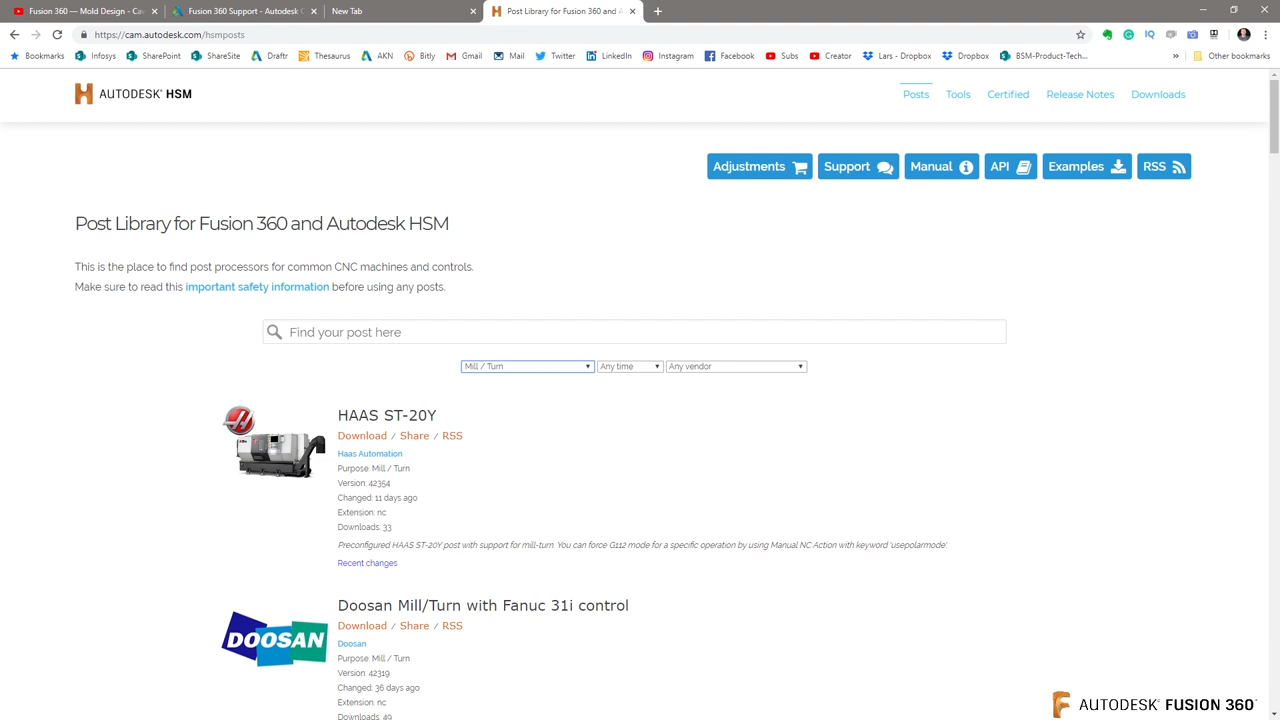 Fusion 360 — Mold Design - Cav
Fusion 360 Support - Autodesk C
New Tab
Post Library for Fusion 360 and A
https://cam.autodesk.com/hsmposts
Bookmarks Infosys SharePoint ShareSite Draftr Thesaurus AKN Bitly Gmail Mail Twitter LinkedIn Instagram Facebook Subs Creator Lars - Dropbox Dropbox BSM-Product-Tech... » Other bookmarks
AUTODESK® HSM
Posts Tools Certified Release Notes Downloads
Adjustments Support Manual API Examples RSS
Post Library for Fusion 360 and Autodesk HSM
This is the place to find post processors for common CNC machines and controls.
Make sure to read this important safety information before using any posts.
Find your post here
Mill / Turn Any time Any vendor
HAAS ST-20Y
Download / Share / RSS
Haas Automation
Purpose: Mill / Turn
Version: 42354
Changed: 11 days ago
Extension: nc
Downloads: 33
Preconfigured HAAS ST-20Y post with support for mill-turn. You can force G112 mode for a specific operation by using Manual NC Action with keyword 'usepolarmode'.
Recent changes
Doosan Mill/Turn with Fanuc 31i control
Download / Share / RSS
DOOSAN
Doosan
Purpose: Mill / Turn
Version: 42319
Changed: 36 days ago
Extension: nc
Downloads: 49
AUTODESK® FUSION 360™